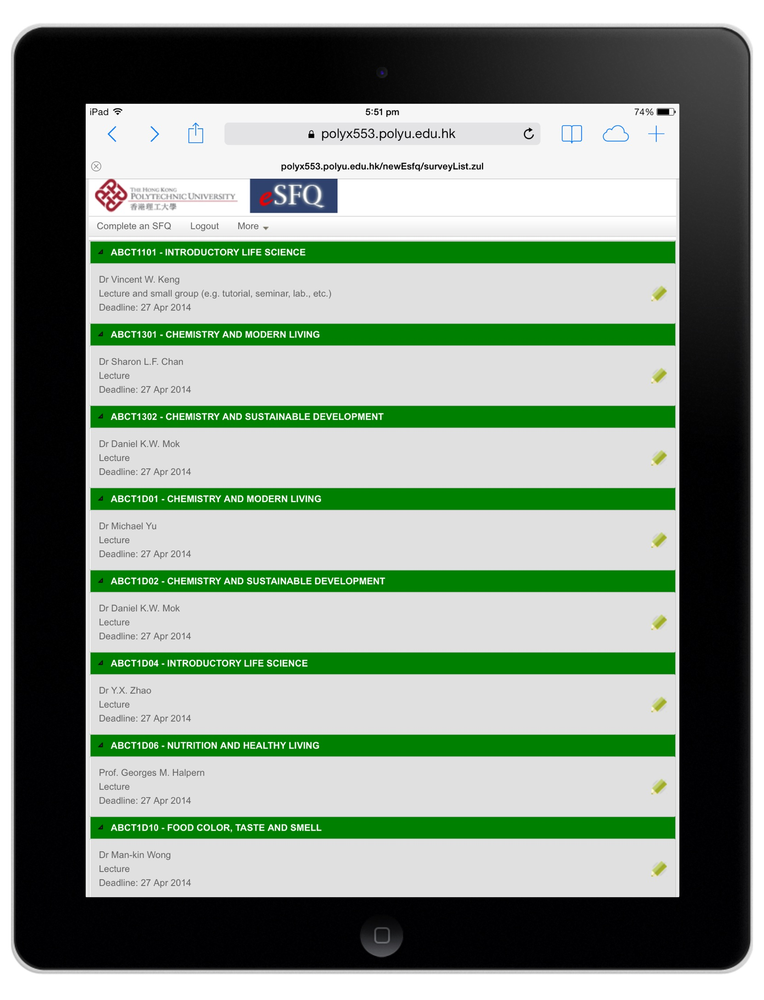 iPad
5:51 pm
74%
polyx553.polyu.edu.hk
polyx553.polyu.edu.hk/newEsfq/surveyList.zul
THE HONG KONG
POLYTECHNIC UNIVERSITY
香港理工大學
eSFQ
Complete an SFQ
Logout
More
ABCT1101 - INTRODUCTORY LIFE SCIENCE
Dr Vincent W. Keng
Lecture and small group (e.g. tutorial, seminar, lab., etc.)
Deadline: 27 Apr 2014
ABCT1301 - CHEMISTRY AND MODERN LIVING
Dr Sharon L.F. Chan
Lecture
Deadline: 27 Apr 2014
ABCT1302 - CHEMISTRY AND SUSTAINABLE DEVELOPMENT
Dr Daniel K.W. Mok
Lecture
Deadline: 27 Apr 2014
ABCT1D01 - CHEMISTRY AND MODERN LIVING
Dr Michael Yu
Lecture
Deadline: 27 Apr 2014
ABCT1D02 - CHEMISTRY AND SUSTAINABLE DEVELOPMENT
Dr Daniel K.W. Mok
Lecture
Deadline: 27 Apr 2014
ABCT1D04 - INTRODUCTORY LIFE SCIENCE
Dr Y.X. Zhao
Lecture
Deadline: 27 Apr 2014
ABCT1D06 - NUTRITION AND HEALTHY LIVING
Prof. Georges M. Halpern
Lecture
Deadline: 27 Apr 2014
ABCT1D10 - FOOD COLOR, TASTE AND SMELL
Dr Man-kin Wong
Lecture
Deadline: 27 Apr 2014